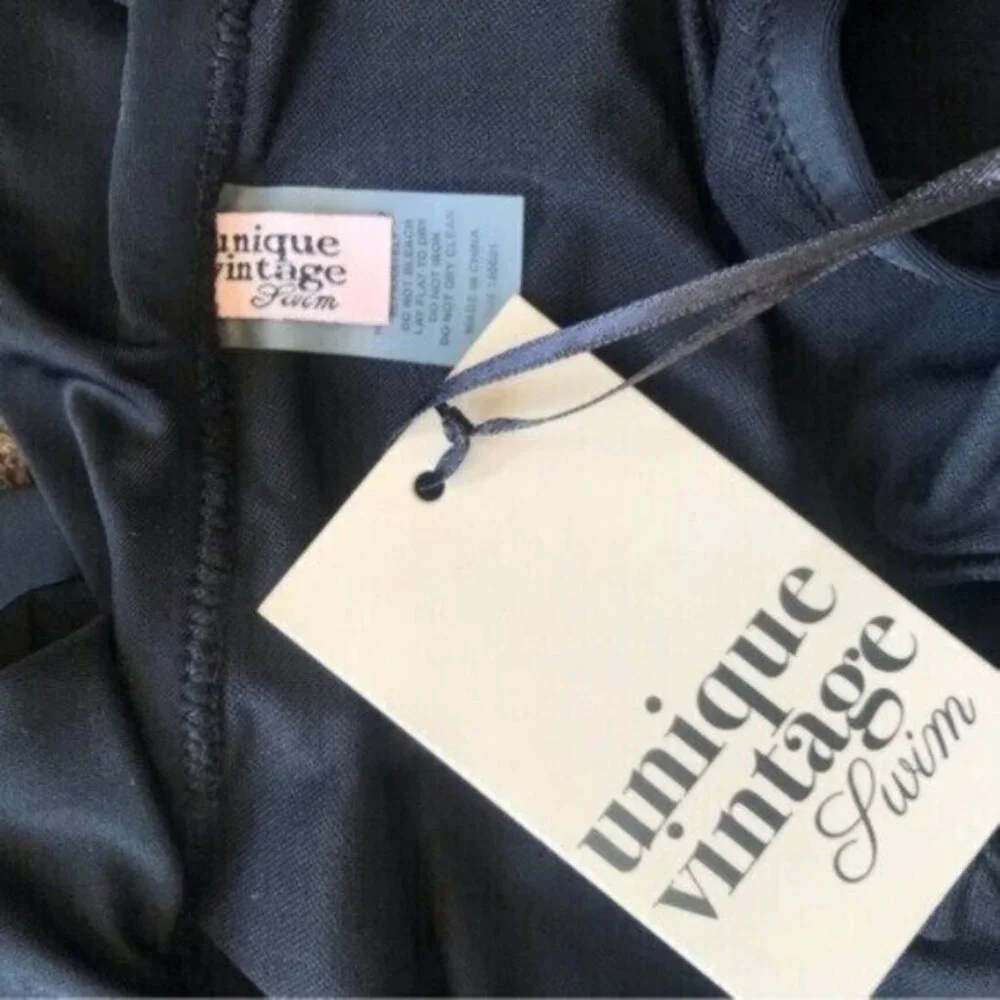 unique
vintage
Swim
DO NOT BLEACH
LAY FLAT TO DRY
DO NOT IRON
DO NOT DRY CLEAN
MADE IN CHINA
unique
vintage
Swim